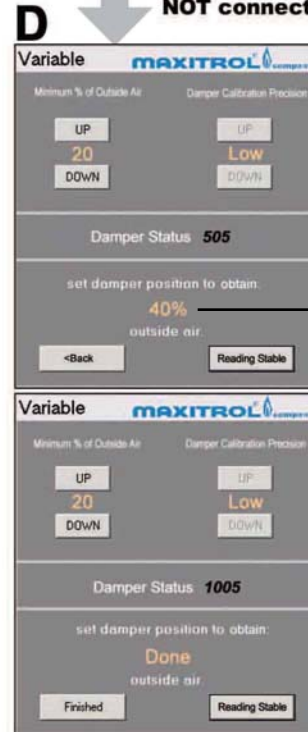 NOT connect
D
Variable MAXITROL
Minimum % of Outside Air Damper Calibration Precision
UP UP
20 Low
DOWN DOWN
Damper Status 505
set damper position to obtain:
40%
outside air.
<Back Reading Stable
Variable MAXITROL
Minimum % of Outside Air Damper Calibration Precision
UP UP
20 Low
DOWN DOWN
Damper Status 1005
set damper position to obtain:
Done
outside air.
Finished Reading Stable